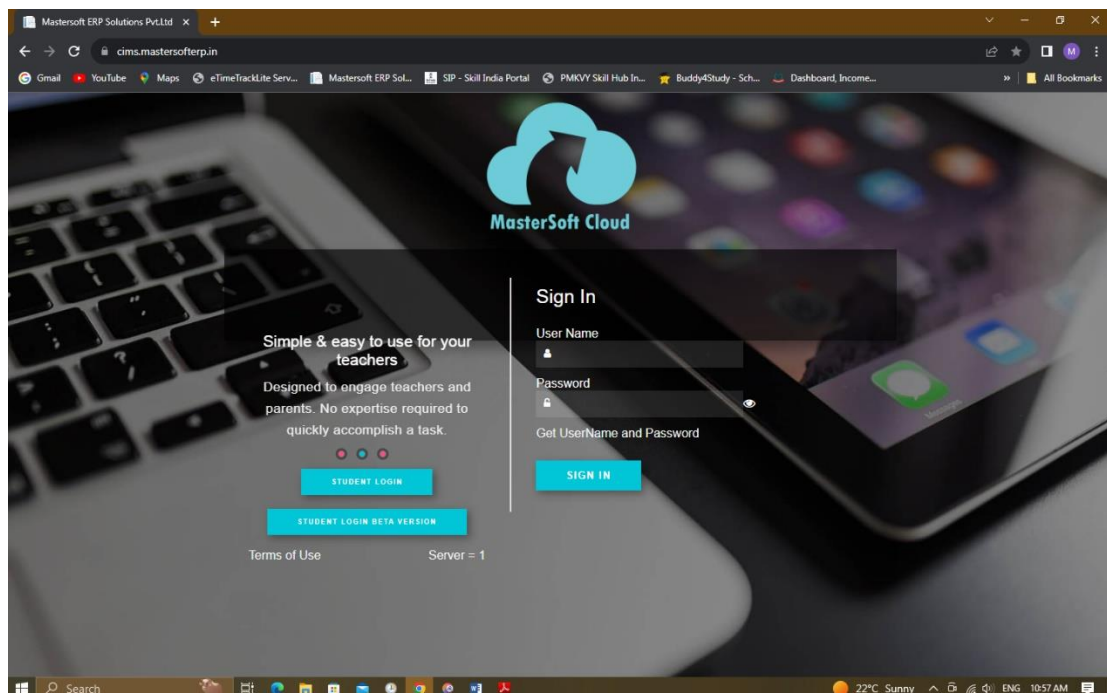 Mastersoft ERP Solutions Pvt.Ltd
cims.mastersofterp.in
M
Gmail YouTube Maps eTimeTrackLite Serv... Mastersoft ERP Sol... SIP - Skill India Portal PMKVY Skill Hub In... Buddy4Study - Sch... Dashboard, Income... » All Bookmarks
MasterSoft Cloud
Simple & easy to use for your
teachers
Designed to engage teachers and
parents. No expertise required to
quickly accomplish a task.
STUDENT LOGIN
STUDENT LOGIN BETA VERSION
Terms of Use Server = 1
Sign In
User Name
Password
Get UserName and Password
SIGN IN
Messages
Search 22°C Sunny ENG 10:57 AM